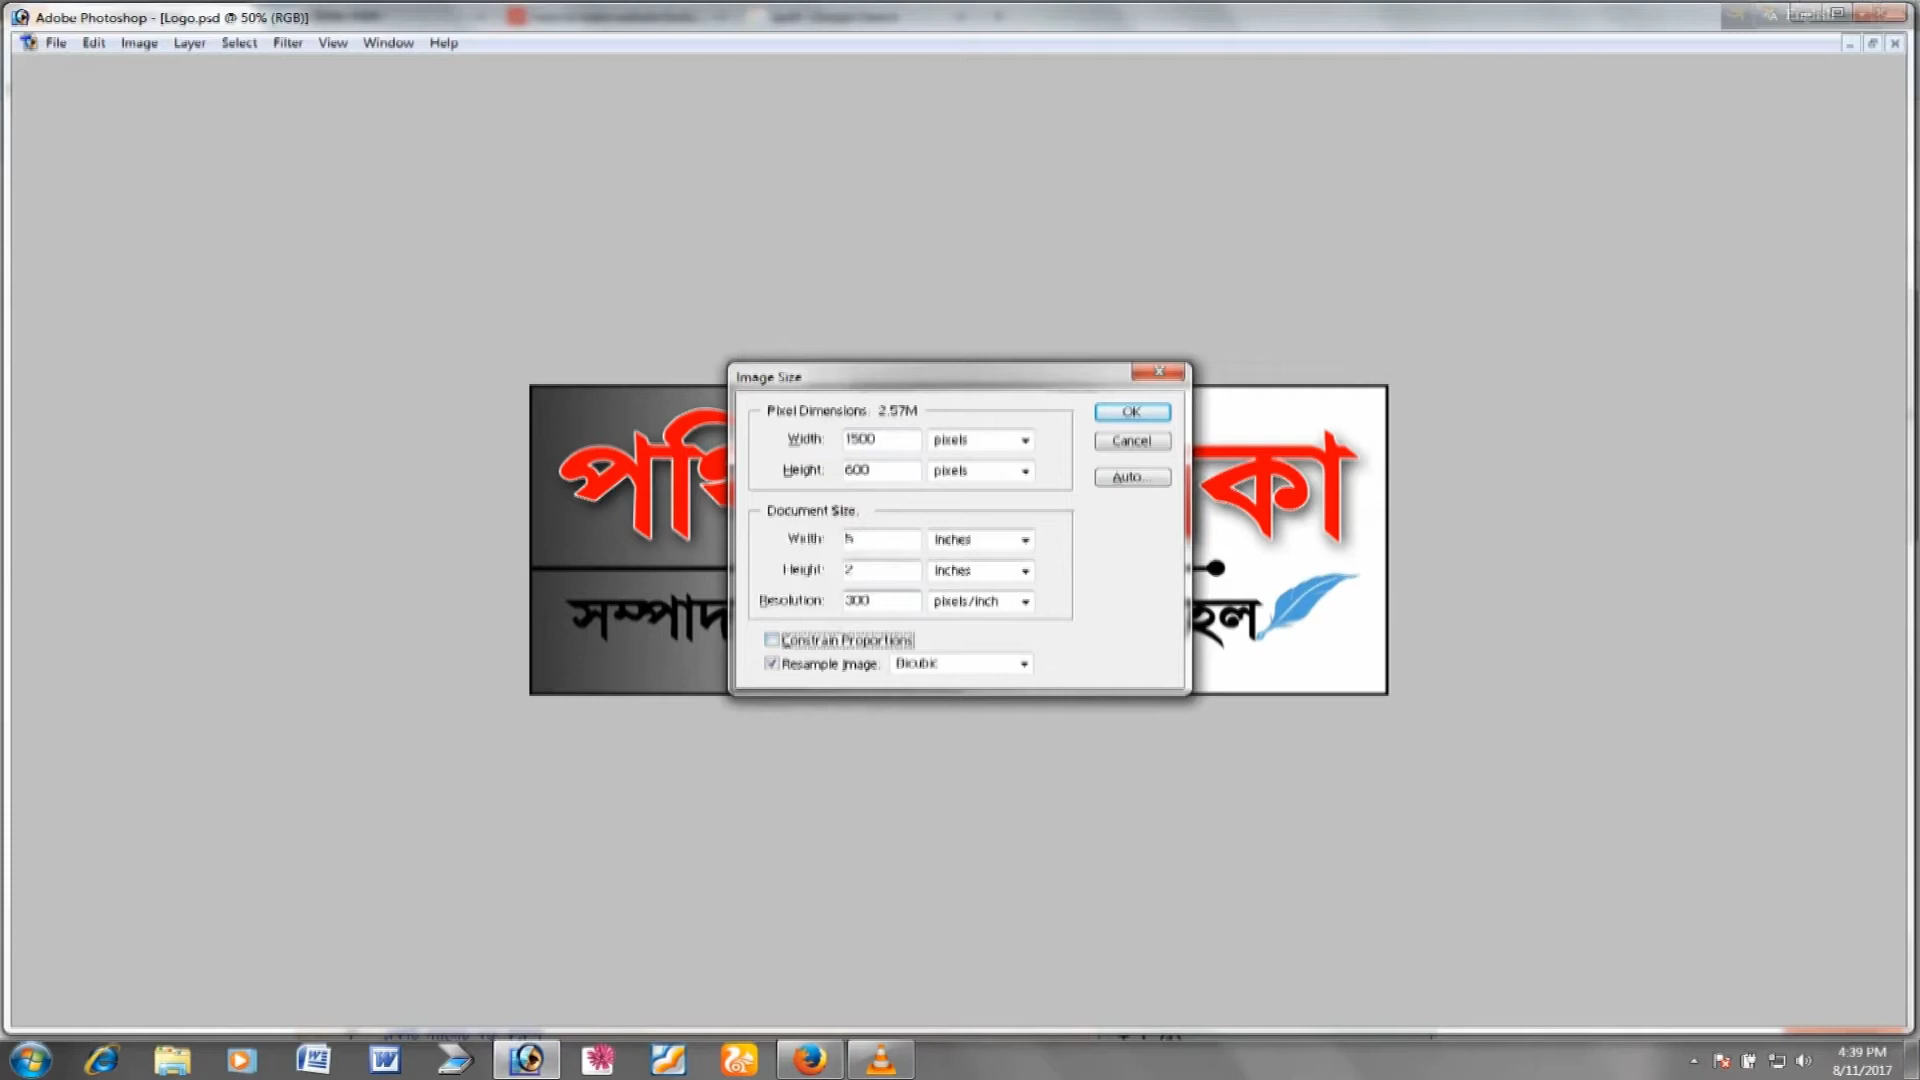 Adobe Photoshop - [Logo.psd @ 50% (RGB)]
File Edit Image Layer Select Filter View Window Help
Image Size
Pixel Dimensions: 2.57M
Width: 1500 pixels
Height: 600 pixels
Document Size:
Width: 5 inches
Height: 2 inches
Resolution: 300 pixels/inch
Constrain Proportions
Resample Image: Bicubic
OK
Cancel
Auto...
কা
সম্পাদ
হল
4:39 PM
8/11/2017